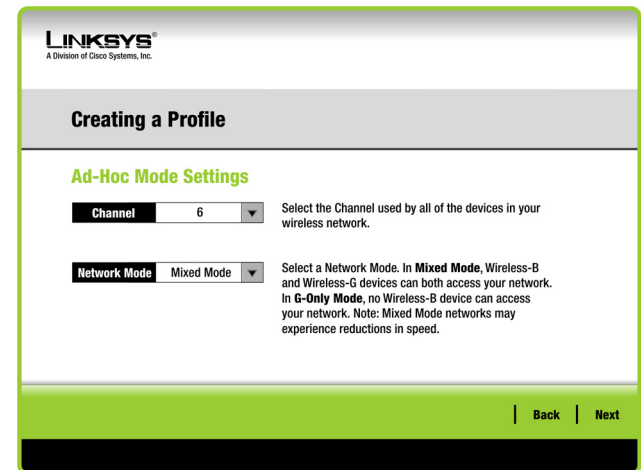 LINKSYS®
A Division of Cisco Systems, Inc.
Creating a Profile
Ad-Hoc Mode Settings
Channel 6
Select the Channel used by all of the devices in your
wireless network.
Network Mode Mixed Mode
Select a Network Mode. In Mixed Mode, Wireless-B
and Wireless-G devices can both access your network.
In G-Only Mode, no Wireless-B device can access
your network. Note: Mixed Mode networks may
experience reductions in speed.
Back Next